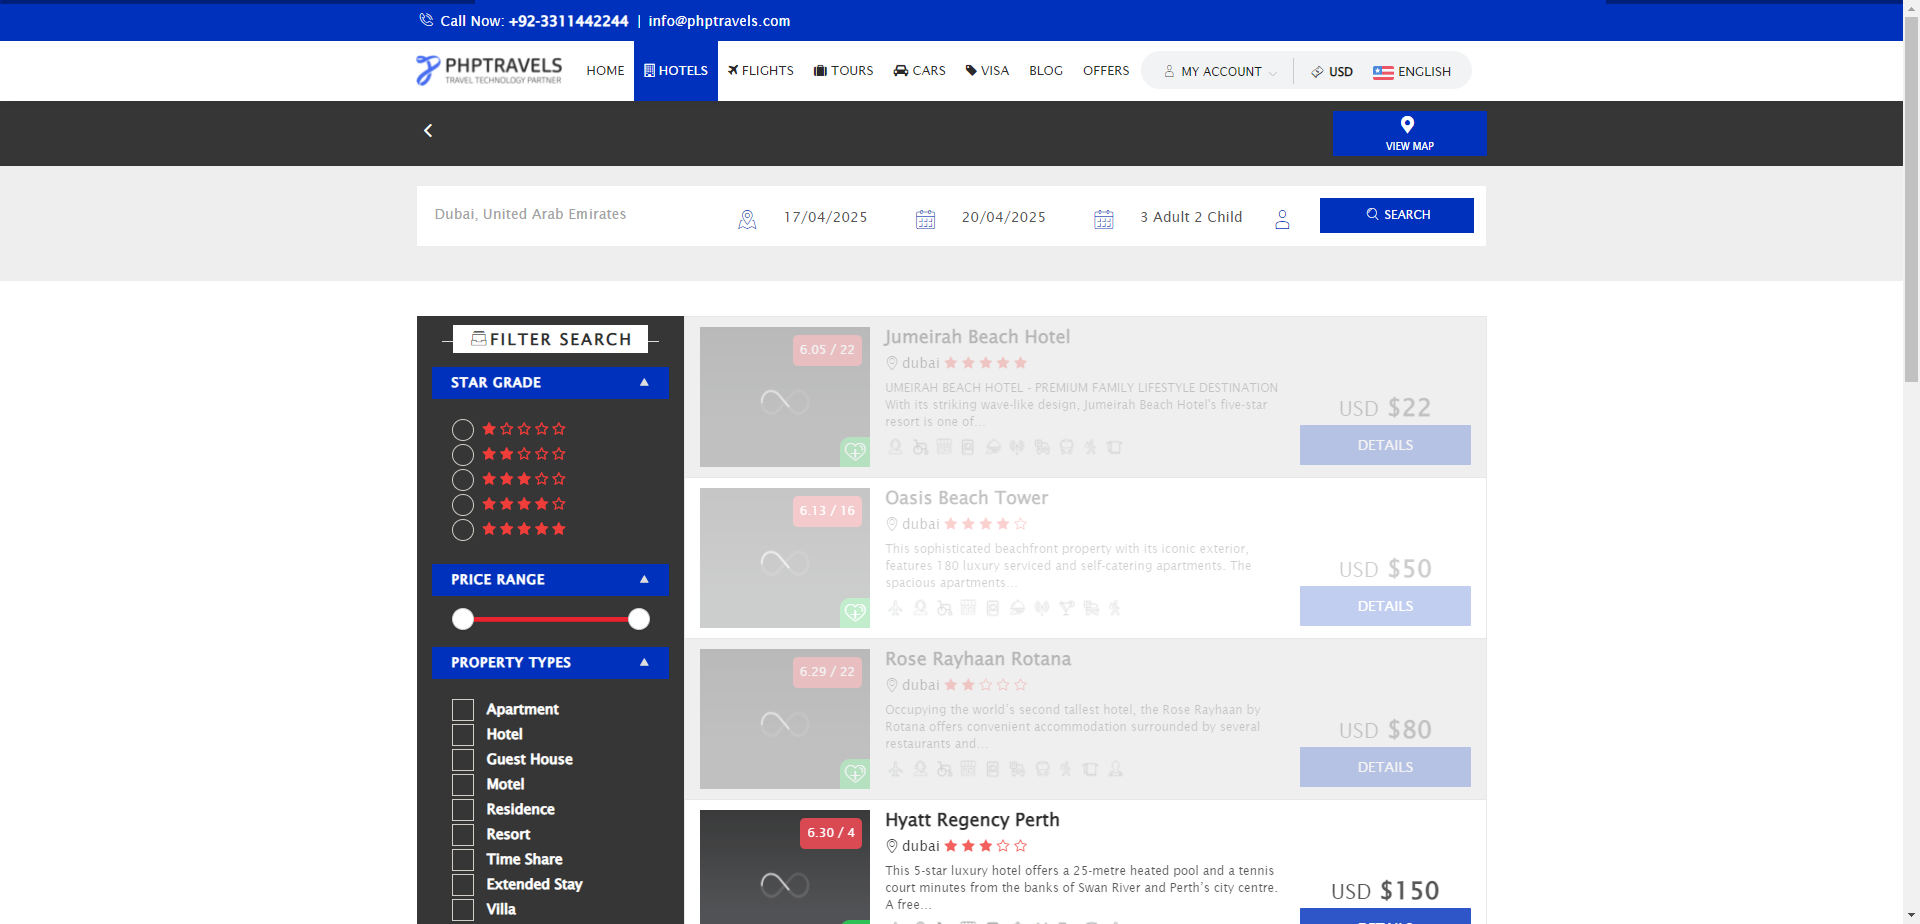 Call Now: +92-3311442244 | info@phptravels.com
PHPTRAVELS
TRAVEL TECHNOLOGY PARTNER
HOME HOTELS FLIGHTS TOURS CARS VISA BLOG OFFERS MY ACCOUNT USD ENGLISH
VIEW MAP
Dubai, United Arab Emirates 17/04/2025 20/04/2025 3 Adult 2 Child SEARCH
FILTER SEARCH
STAR GRADE
PRICE RANGE
PROPERTY TYPES
Apartment
Hotel
Guest House
Motel
Residence
Resort
Time Share
Extended Stay
Villa
6.05 / 22
Jumeirah Beach Hotel
dubai
UMEIRAH BEACH HOTEL - PREMIUM FAMILY LIFESTYLE DESTINATION
With its striking wave-like design, Jumeirah Beach Hotel's five-star
resort is one of...
USD $22
DETAILS
6.13 / 16
Oasis Beach Tower
dubai
This sophisticated beachfront property with its iconic exterior,
features 180 luxury serviced and self-catering apartments. The
spacious apartments...
USD $50
DETAILS
6.29 / 22
Rose Rayhaan Rotana
dubai
Occupying the world's second tallest hotel, the Rose Rayhaan by
Rotana offers convenient accommodation surrounded by several
restaurants and...
USD $80
DETAILS
6.30 / 4
Hyatt Regency Perth
dubai
This 5-star luxury hotel offers a 25-metre heated pool and a tennis
court minutes from the banks of Swan River and Perth's city centre.
A free...
USD $150